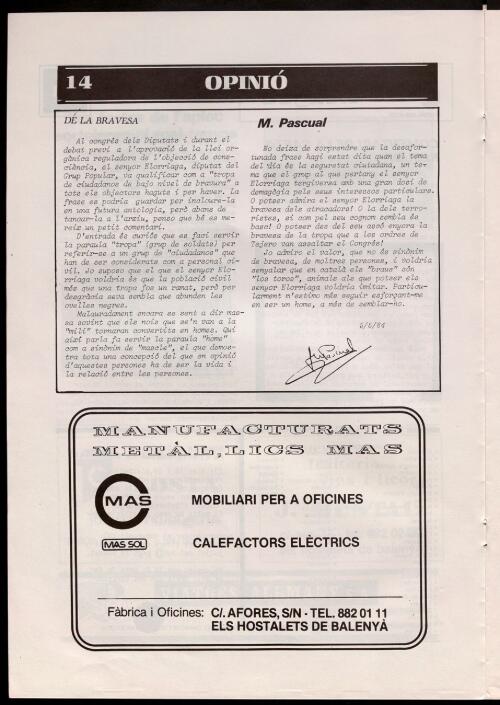 14
OPINIÓ
DE LA BRAVESA
Al congrés dels Diputats i durant el
debat previ a l'aprovació de la llei or-
gànica reguladora de l'objecció de cons-
ciència, el senyor Elorriaga, diputat del
Grup Popular, va qualificar com a "tropa
de ciudadanos de bajo nivel de bravura" a
tots els objectors haguts i per haver. La
frase es podria guardar per incloure-la
en una futura antologia, però abans de
tancar-la a l'arxiu, penso que bé es me-
reix un petit comentari.
D'entrada és curiós que es faci servir
la paraula "tropa" (grup de soldats) per
referir-se a un grup de "ciudadanos" que
han de ser considerats com a personal ci-
vil. Jo suposo que el que el senyor Elo-
rriaga voldria és que la població civil
més que una tropa fos un ramat, però per
desgràcia seva sembla que abunden les
ovelles negres.
Malauradament encara es sent a dir mas-
sa sovint que els nois que se'n van a la
"mili" tornaran convertits en homes. Qui
així parla fa servir la paraula "home"
com a sinònim de "mascle", el que demos-
tra tota una concepció del que en opinió
d'aquestes persones ha de ser la vida i
la relació entre les persones.
M. Pascual
No deixa de sorprendre que la desafor-
tunada frase hagi estat dita quan el tema
del dia és la seguretat ciutadana, un te-
ma que el grup al que pertany el senyor
Elorriaga tergiversa amb una gran dosi de
demagògia pels seus interessos particulars.
O potser admira el senyor Elorriaga la
bravesa dels atracadors! O la dels terro-
ristes, si com pel seu cognom sembla és
basc! O potser des del seu escó enyora la
bravesa de la tropa que a les ordres de
Tejero van assaltar el Congrés!
Jo admiro el valor, que no és sinònim
de bravesa, de moltres persones, i voldria
senyalar que en català els "braus" són
"los toros", animals als que potser els
senyor Elorriaga voldria imitar. Particu-
larment m'estimo més seguir esforçant-me
en ser un home, a més de semblar-ho.
5/5/84
MANUFACTURATS
METÀL.LICS MAS
MAS
MAS SOL
MOBILIARI PER A OFICINES
CALEFACTORS ELÈCTRICS
Fàbrica i Oficines: C/. AFORES, S/N - TEL. 882 01 11
ELS HOSTALETS DE BALENYÀ